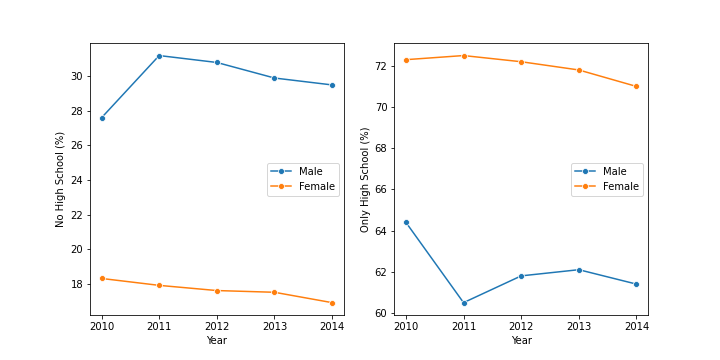 No High School (%)
30
28
26
24
22
20
18
2010 2011 2012 2013 2014
Year
Male
Female
Only High School (%)
72
70
68
66
64
62
60
2010 2011 2012 2013 2014
Year
Male
Female